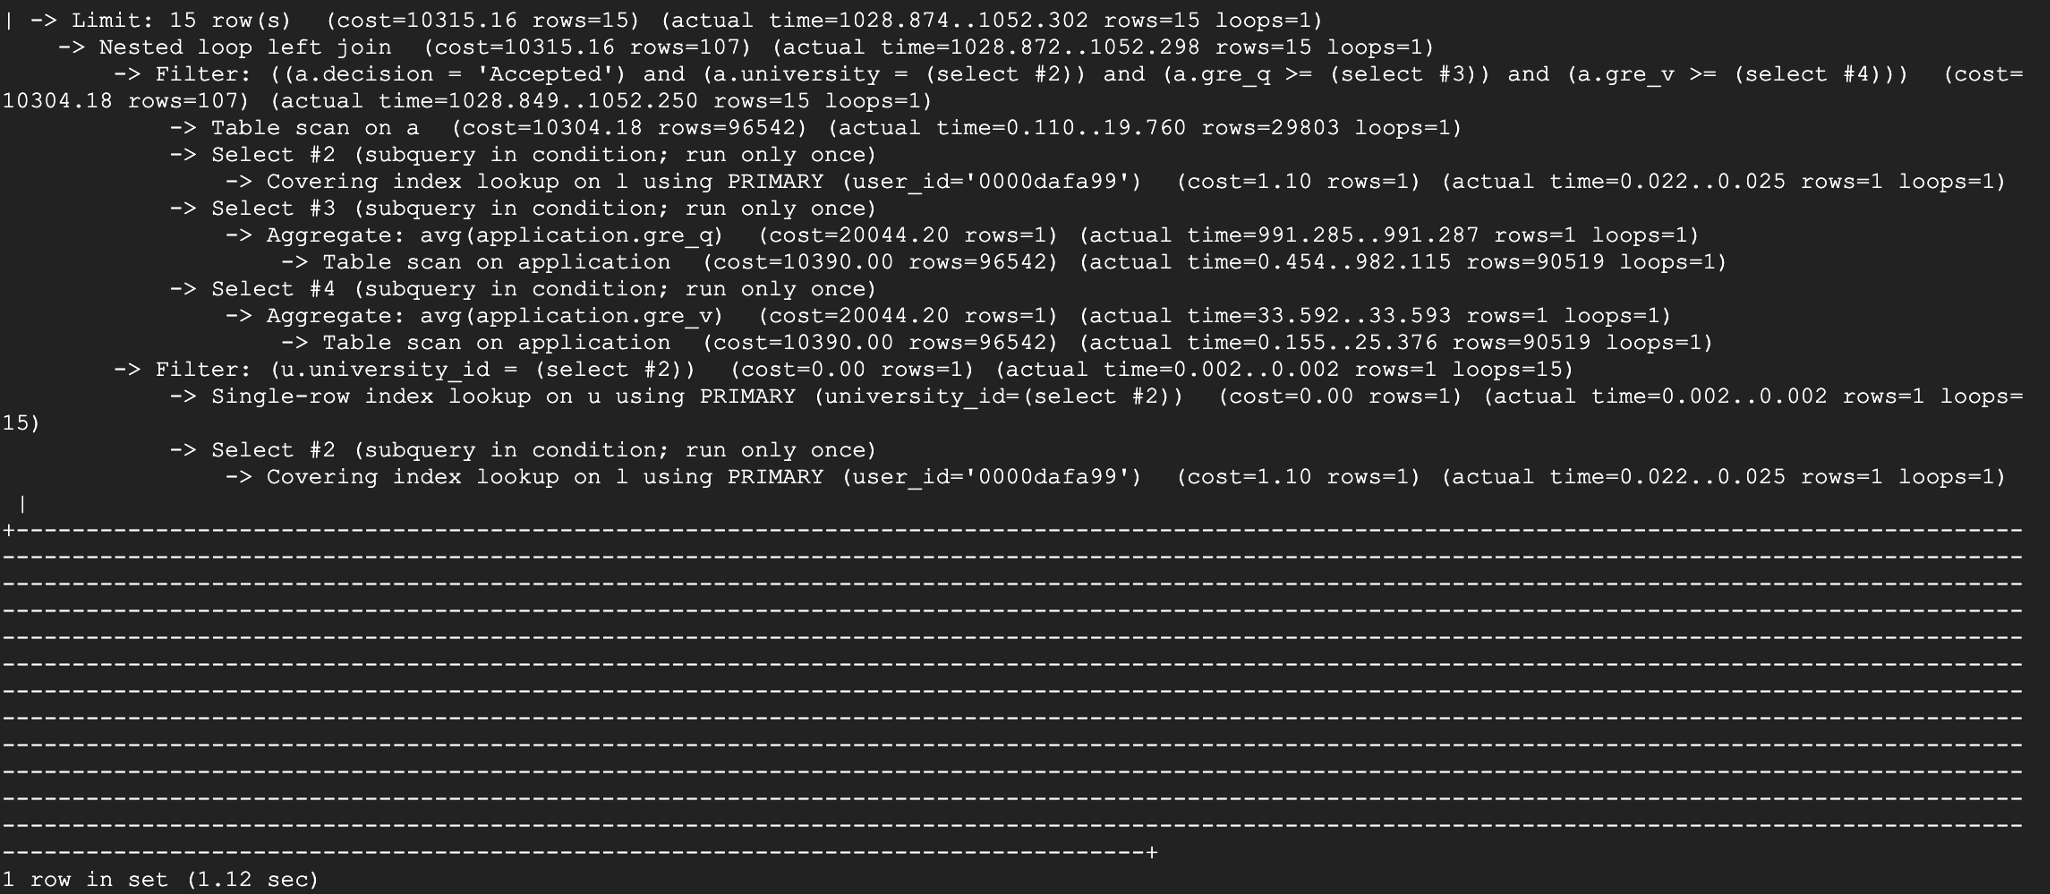 | -> Limit: 15 row(s)  (cost=10315.16 rows=15) (actual time=1028.874..1052.302 rows=15 loops=1)
    -> Nested loop left join  (cost=10315.16 rows=107) (actual time=1028.872..1052.298 rows=15 loops=1)
        -> Filter: ((a.decision = 'Accepted') and (a.university = (select #2)) and (a.gre_q >= (select #3)) and (a.gre_v >= (select #4)))  (cost=
10304.18 rows=107) (actual time=1028.849..1052.250 rows=15 loops=1)
            -> Table scan on a  (cost=10304.18 rows=96542) (actual time=0.110..19.760 rows=29803 loops=1)
            -> Select #2 (subquery in condition; run only once)
                -> Covering index lookup on l using PRIMARY (user_id='0000dafa99')  (cost=1.10 rows=1) (actual time=0.022..0.025 rows=1 loops=1)
            -> Select #3 (subquery in condition; run only once)
                -> Aggregate: avg(application.gre_q)  (cost=20044.20 rows=1) (actual time=991.285..991.287 rows=1 loops=1)
                    -> Table scan on application  (cost=10390.00 rows=96542) (actual time=0.454..982.115 rows=90519 loops=1)
            -> Select #4 (subquery in condition; run only once)
                -> Aggregate: avg(application.gre_v)  (cost=20044.20 rows=1) (actual time=33.592..33.593 rows=1 loops=1)
                    -> Table scan on application  (cost=10390.00 rows=96542) (actual time=0.155..25.376 rows=90519 loops=1)
        -> Filter: (u.university_id = (select #2))  (cost=0.00 rows=1) (actual time=0.002..0.002 rows=1 loops=15)
            -> Single-row index lookup on u using PRIMARY (university_id=(select #2))  (cost=0.00 rows=1) (actual time=0.002..0.002 rows=1 loops=
15)
            -> Select #2 (subquery in condition; run only once)
                -> Covering index lookup on l using PRIMARY (user_id='0000dafa99')  (cost=1.10 rows=1) (actual time=0.022..0.025 rows=1 loops=1)
 |
1 row in set (1.12 sec)